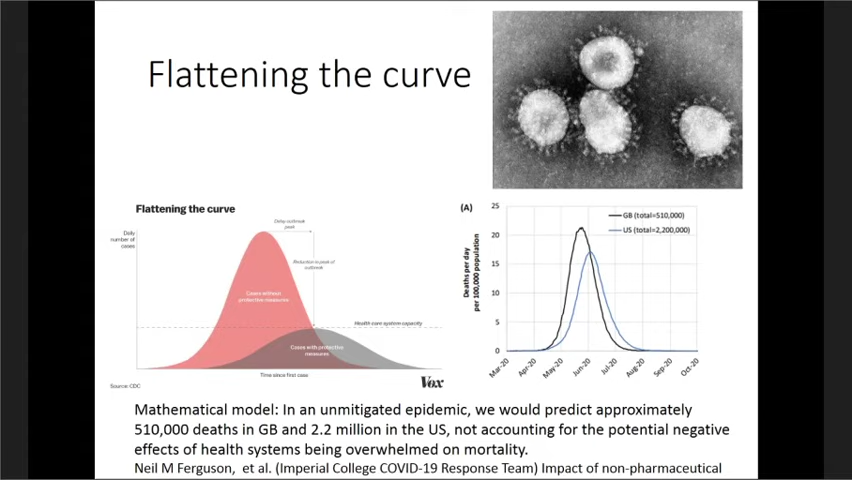 Flattening the curve
Flattening the curve
Daily
number of
cases
Delay outbreak
peak
Reduction in peak of
outbreak
Cases without
protective measures
Health care system capacity
Cases with protective
measures
Time since first case
Source: CDC
Vox
(A)
25
20
15
10
5
0
Deaths per day
per 100,000 population
GB (total=510,000)
US (total=2,200,000)
Mar-20
Apr-20
May-20
Jun-20
Jul-20
Aug-20
Sep-20
Oct-20
Mathematical model: In an unmitigated epidemic, we would predict approximately
510,000 deaths in GB and 2.2 million in the US, not accounting for the potential negative
effects of health systems being overwhelmed on mortality.
Neil M Ferguson, et al. (Imperial College COVID-19 Response Team) Impact of non-pharmaceutical